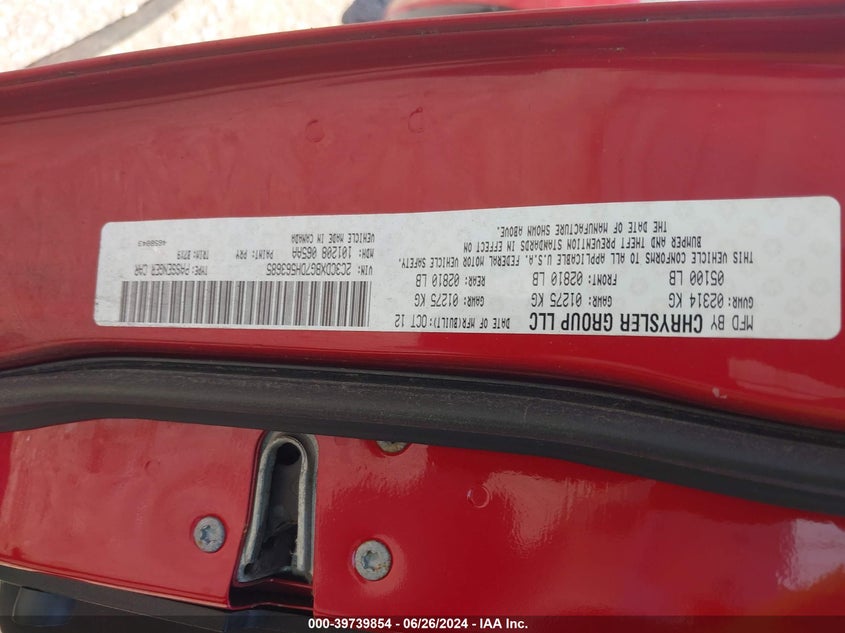 MFD BY CHRYSLER GROUP LLC DATE OF MFR(BUILT): OCT 12
GVWR: 02314 KG GAWR: 01275 KG GAWR: 01275 KG
05100 LB FRONT: 02810 LB REAR: 02810 LB
THIS VEHICLE CONFORMS TO ALL APPLICABLE U.S.A. FEDERAL MOTOR VEHICLE SAFETY,
BUMPER AND THEFT PREVENTION STANDARDS IN EFFECT ON
THE DATE OF MANUFACTURE SHOWN ABOVE.
VIN: 2C3CDXBG7DH563685 TYPE: PASSENGER CAR
MDH: 101208 065AA PAINT: PRY TRIM:
VEHICLE MADE IN CANADA 4650043
000-39739854 - 06/26/2024 - IAA Inc.